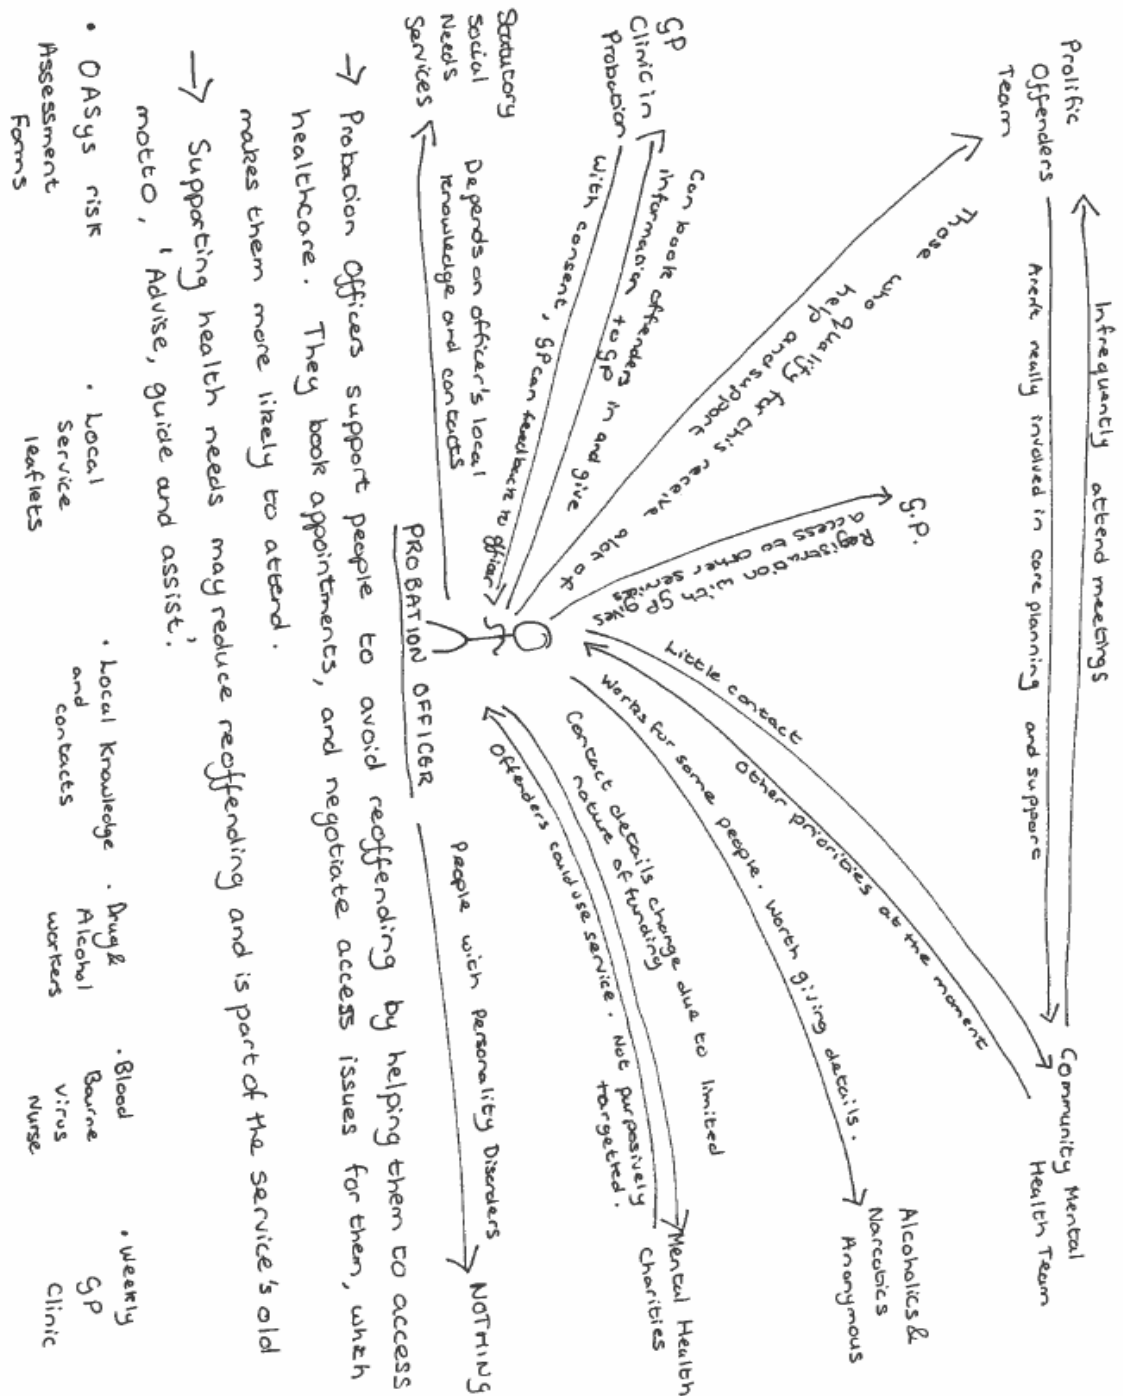 Prolific
Offenders
Team
Infrequently attend meetings
Aren't really involved in care planning and support
Community Mental
Health Team
Those who qualify for this receive alot of
help and support
G.P.
Registration with GP gives
access to other services
Little contact
Other priorities at the moment
Works for some people. Worth giving details.
Alcoholics &
Narcotics
Anonymous
GP
Clinic in
Probation
Can book offenders in and give
information to GP
With consent, GP can feedback to officer
Contact details change due to limited
nature of funding
Offenders could use service. Not purposively
targetted.
Mental Health
Charities
Statutory
Social
Needs
Services
Depends on officer's local
knowledge and contacts
PROBATION OFFICER
People with Personality Disorders
NOTHING
→ Probation Officers support people to avoid reoffending by helping them to access
healthcare. They book appointments, and negotiate access issues for them, which
makes them more likely to attend.
→ Supporting health needs may reduce reoffending and is part of the service's old
motto, 'Advise, guide and assist'.
• OASys risk
Assessment
Forms
• Local
Service
leaflets
• Local Knowledge
and
contacts
• Drug &
Alcohol
workers
• Blood
Bourne
Virus
Nurse
• Weekly
GP
Clinic